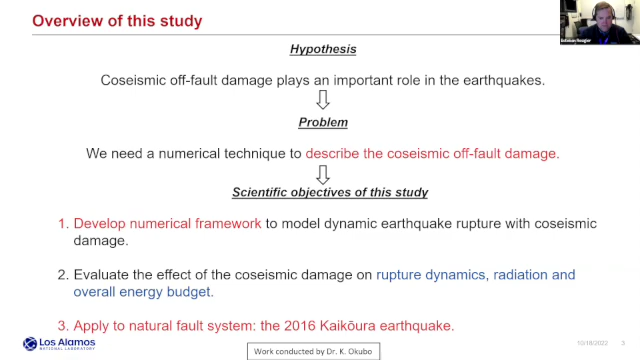 Overview of this study
Hypothesis
Coseismic off-fault damage plays an important role in the earthquakes.
Problem
We need a numerical technique to describe the coseismic off-fault damage.
Scientific objectives of this study
1. Develop numerical framework to model dynamic earthquake rupture with coseismic
damage.
2. Evaluate the effect of the coseismic damage on rupture dynamics, radiation and
overall energy budget.
3. Apply to natural fault system: the 2016 Kaikōura earthquake.
Los Alamos
NATIONAL LABORATORY
Work conducted by Dr. K. Okubo
10/18/2022
3
Esteban Rougier